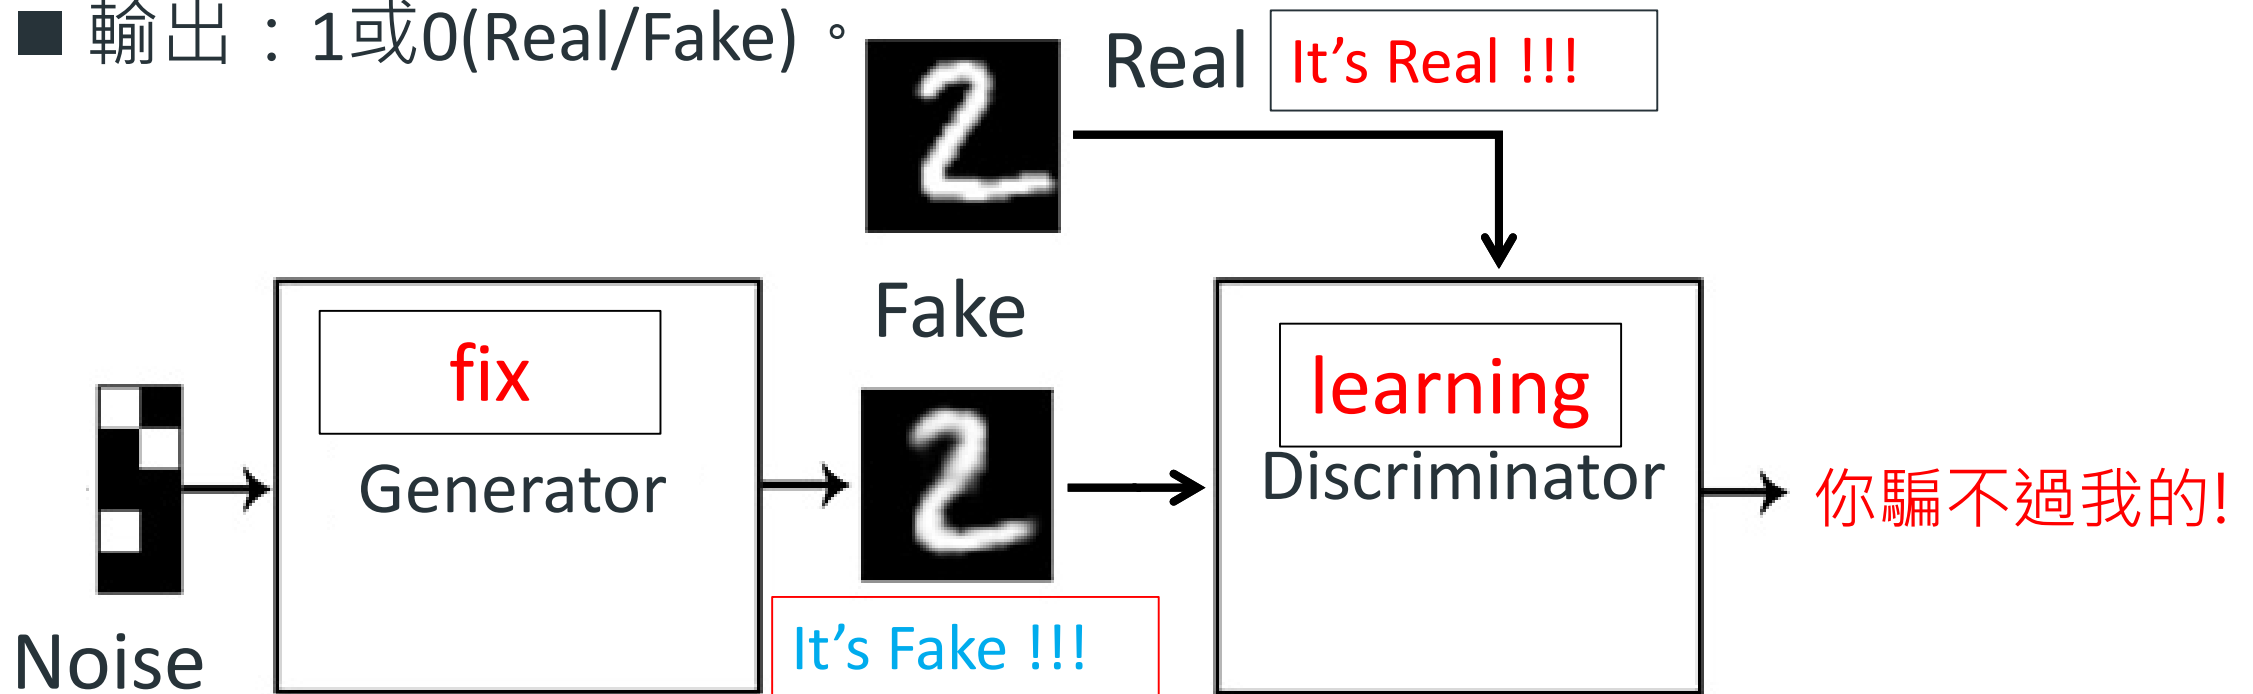 ■ 輸出：1或0(Real/Fake)。
Real
It's Real !!!
Fake
fix
Generator
learning
Discriminator
你騙不過我的!
It's Fake !!!
Noise